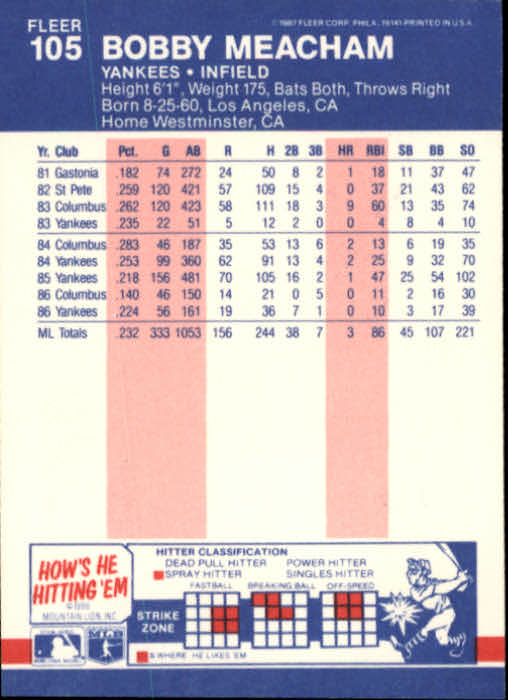 FLEER
105
BOBBY MEACHAM
© 1987 FLEER CORP. PHILA. 19141-PRINTED IN U.S.A.
YANKEES • INFIELD
Height 6'1", Weight 175, Bats Both, Throws Right
Born 8-25-60, Los Angeles, CA
Home Westminster, CA
Yr. Club Pct. G AB R H 2B 3B HR RBI SB BB SO
81 Gastonia .182 74 272 24 50 8 2 1 18 11 37 47
82 St Pete .259 120 421 57 109 15 4 0 37 21 43 62
83 Columbus .262 120 423 58 111 18 3 9 60 13 35 74
83 Yankees .235 22 51 5 12 2 0 0 4 8 4 10
84 Columbus .283 46 187 35 53 13 6 2 13 6 19 35
84 Yankees .253 99 360 62 91 13 4 2 25 9 32 70
85 Yankees .218 156 481 70 105 16 2 1 47 25 54 102
86 Columbus .140 46 150 14 21 0 5 0 11 2 16 30
86 Yankees .224 56 161 19 36 7 1 0 10 3 17 39
ML Totals .232 333 1053 156 244 38 7 3 86 45 107 221
HOW'S HE
HITTING 'EM
© 1986
MOUNTAIN LION, INC.
HITTER CLASSIFICATION
DEAD PULL HITTER POWER HITTER
SPRAY HITTER SINGLES HITTER
FASTBALL BREAKING BALL OFF-SPEED
STRIKE
ZONE
IS WHERE HE LIKES 'EM